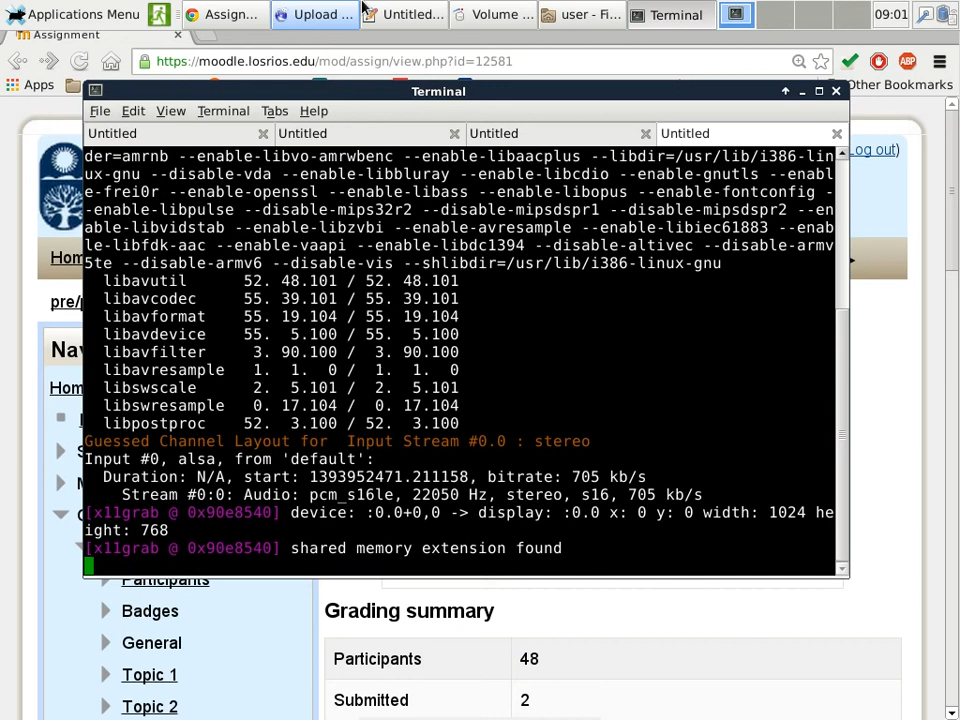 Applications Menu
Assign...
Upload ...
Untitled...
Volume ...
user - Fi...
Terminal
09:01
Assignment
https://moodle.losrios.edu/mod/assign/view.php?id=12581
ABP
Apps
Other Bookmarks
Terminal
File Edit View Terminal Tabs Help
Untitled
Untitled
Untitled
Untitled
der=amrnb --enable-libvo-amrwbenc --enable-libaacplus --libdir=/usr/lib/i386-lin
ux-gnu --disable-vda --enable-libbluray --enable-libcdio --enable-gnutls --enabl
e-frei0r --enable-openssl --enable-libass --enable-libopus --enable-fontconfig -
-enable-libpulse --disable-mips32r2 --disable-mipsdspr1 --disable-mipsdspr2 --en
able-libvidstab --enable-libzvbi --enable-avresample --enable-libiec61883 --enab
le-libfdk-aac --enable-vaapi --enable-libdc1394 --disable-altivec --disable-armv
5te --disable-armv6 --disable-vis --shlibdir=/usr/lib/i386-linux-gnu
libavutil 52. 48.101 / 52. 48.101
libavcodec 55. 39.101 / 55. 39.101
libavformat 55. 19.104 / 55. 19.104
libavdevice 55. 5.100 / 55. 5.100
libavfilter 3. 90.100 / 3. 90.100
libavresample 1. 1. 0 / 1. 1. 0
libswscale 2. 5.101 / 2. 5.101
libswresample 0. 17.104 / 0. 17.104
libpostproc 52. 3.100 / 52. 3.100
Guessed Channel Layout for Input Stream #0.0 : stereo
Input #0, alsa, from 'default':
Duration: N/A, start: 1393952471.211158, bitrate: 705 kb/s
Stream #0:0: Audio: pcm_s16le, 22050 Hz, stereo, s16, 705 kb/s
[x11grab @ 0x90e8540] device: :0.0+0,0 -> display: :0.0 x: 0 y: 0 width: 1024 he
ight: 768
[x11grab @ 0x90e8540] shared memory extension found
Log out)
Hom
pre/p
Nav
Hom
Participants
Badges
General
Topic 1
Topic 2
Grading summary
Participants 48
Submitted 2